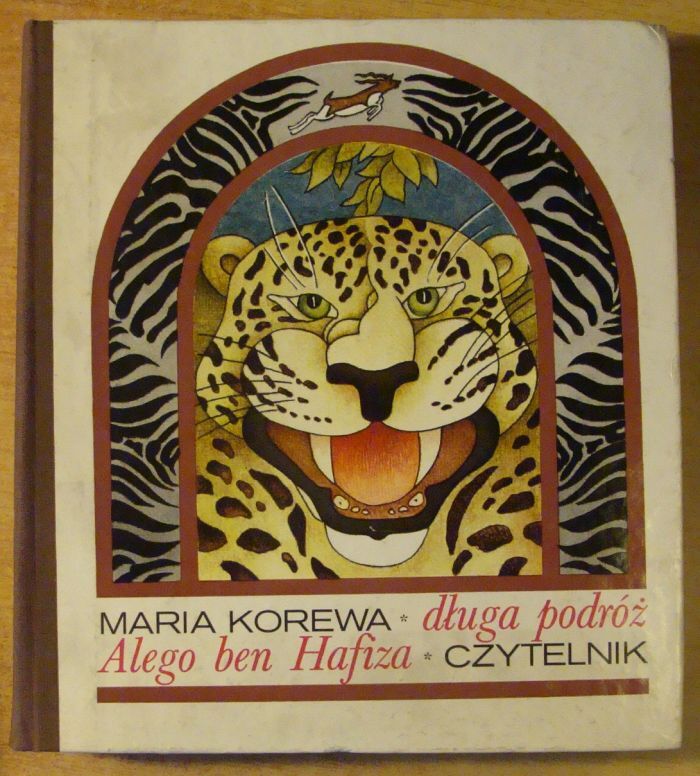 MARIA KOREWA * długa podróż
Alego ben Hafiza * CZYTELNIK